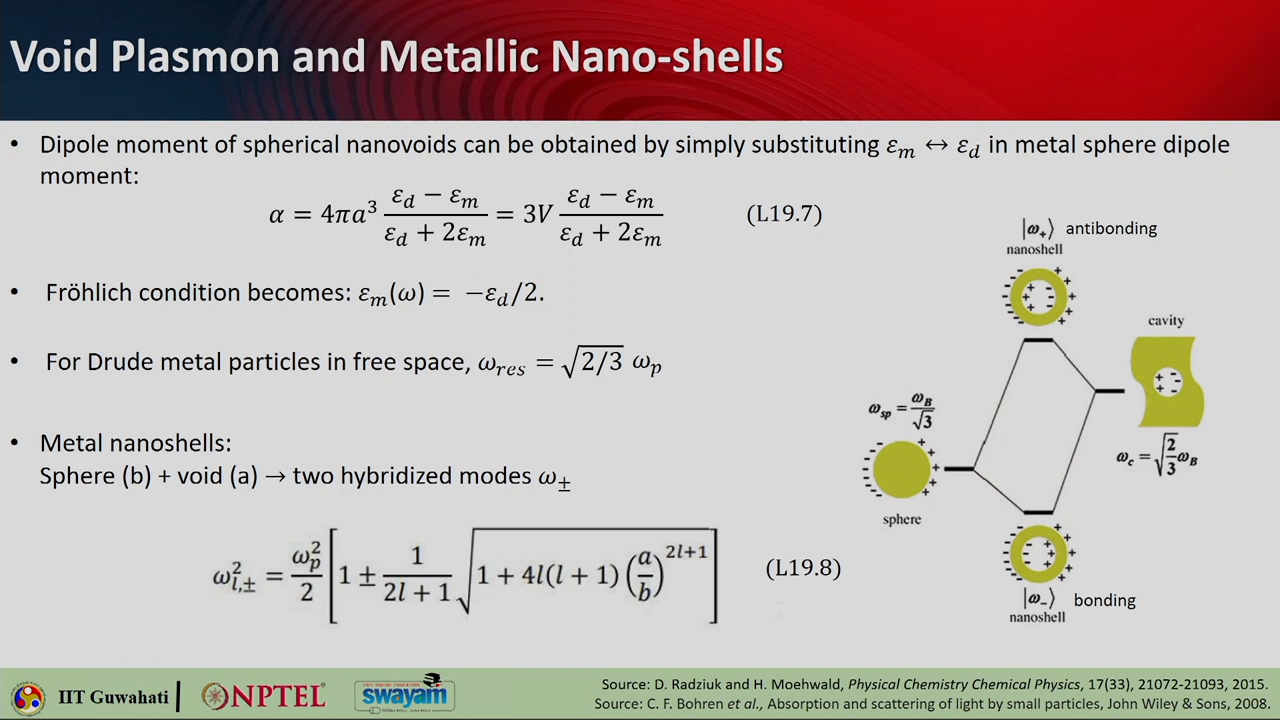 Void Plasmon and Metallic Nano-shells
• Dipole moment of spherical nanovoids can be obtained by simply substituting εm ↔ εd in metal sphere dipole
moment:
α = 4πa³ (εd − εm)/(εd + 2εm) = 3V (εd − εm)/(εd + 2εm) (L19.7)
• Fröhlich condition becomes: εm(ω) = −εd/2.
• For Drude metal particles in free space, ωres = √2/3 ωp
• Metal nanoshells:
Sphere (b) + void (a) → two hybridized modes ω±
ω²l,± = ωp²/2 [1 ± 1/(2l + 1) √(1 + 4l(l + 1) (a/b)^(2l+1))] (L19.8)
|ω+⟩ antibonding
nanoshell
cavity
ωc = √(2/3) ωB
ωsp = ωB/√3
sphere
|ω−⟩ bonding
nanoshell
IIT Guwahati
NPTEL
FREE ONLINE EDUCATION
swayam
Source: D. Radziuk and H. Moehwald, Physical Chemistry Chemical Physics, 17(33), 21072-21093, 2015.
Source: C. F. Bohren et al., Absorption and scattering of light by small particles, John Wiley & Sons, 2008.